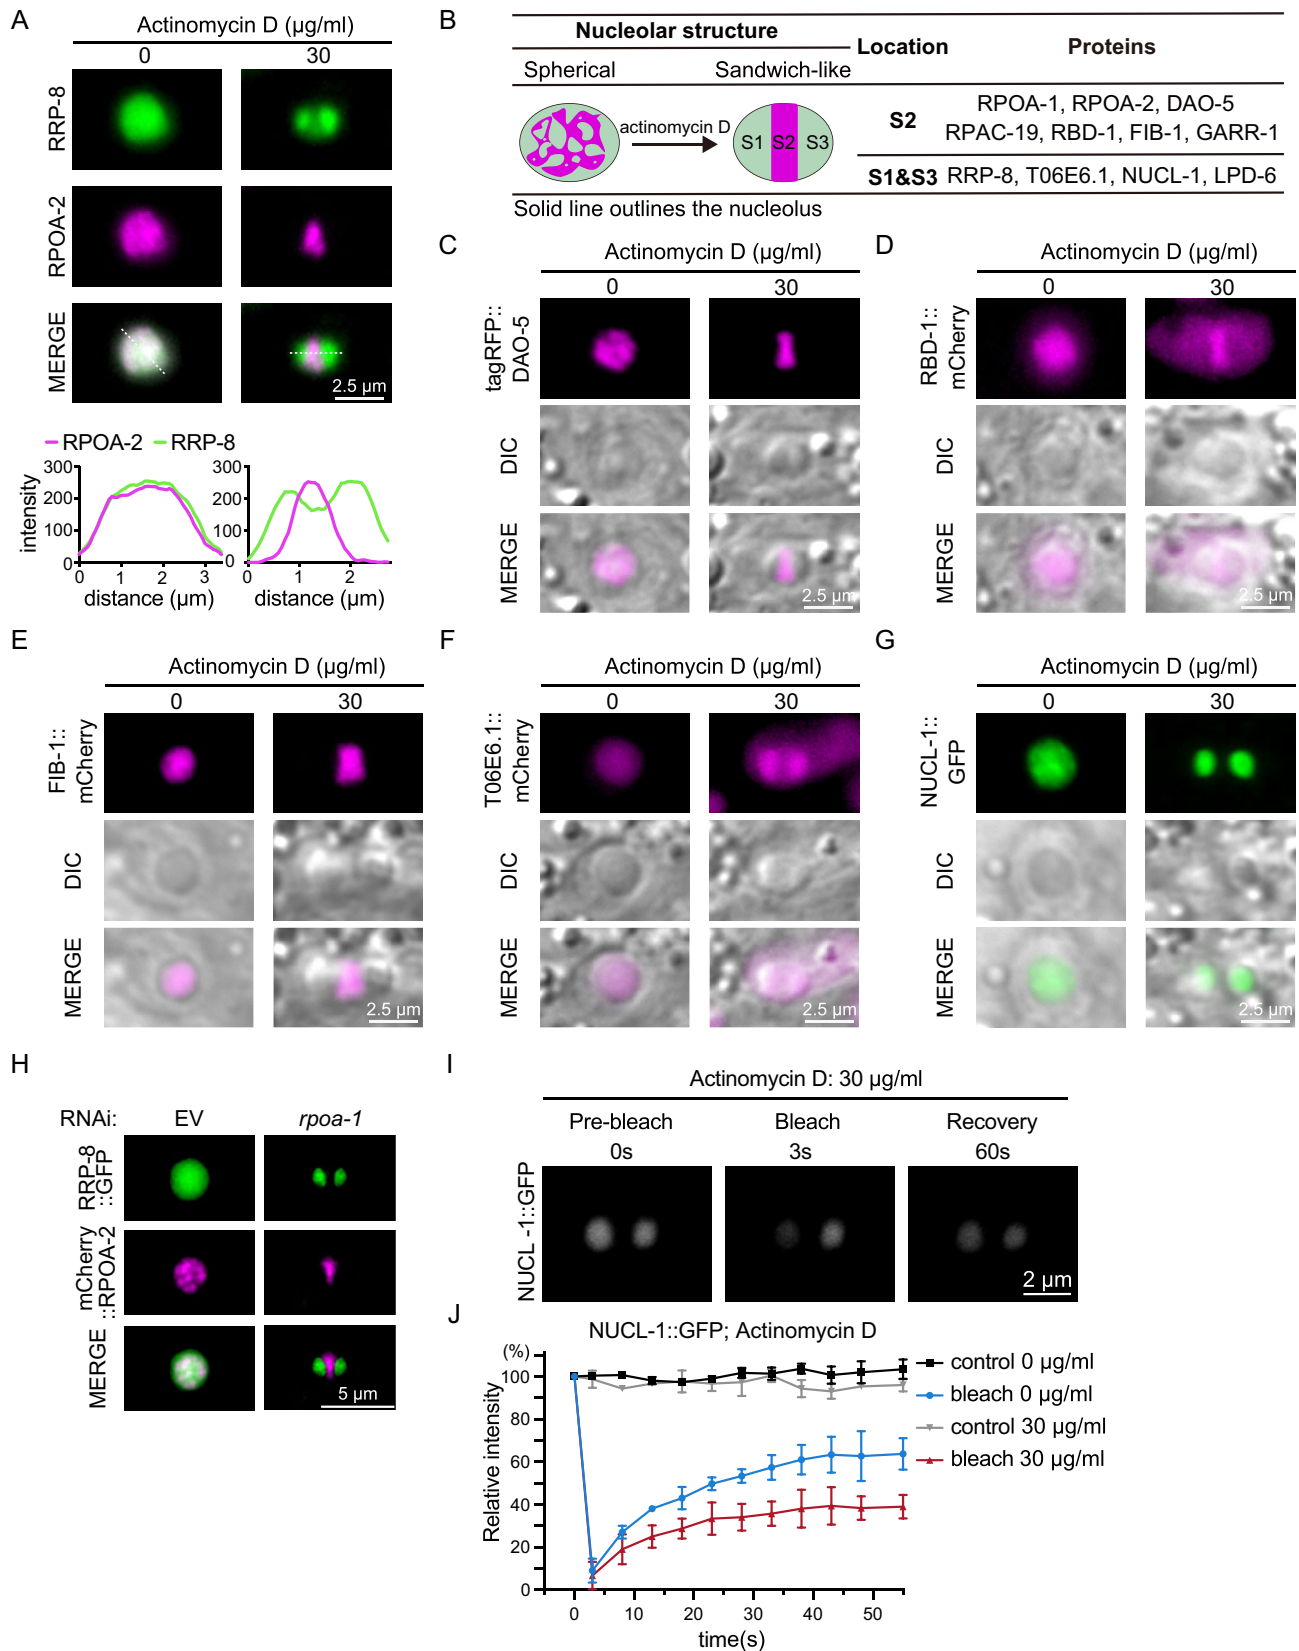 A
Actinomycin D (µg/ml)
0 30
RRP-8
RPOA-2
MERGE
2.5 µm
RPOA-2 RRP-8
intensity
300
200
100
0
0 1 2 3
distance (µm)
300
200
100
0
0 1 2
distance (µm)
B
Nucleolar structure
Location
Proteins
Spherical
Sandwich-like
actinomycin D
S1 S2 S3
S2
RPOA-1, RPOA-2, DAO-5
RPAC-19, RBD-1, FIB-1, GARR-1
S1&S3
RRP-8, T06E6.1, NUCL-1, LPD-6
Solid line outlines the nucleolus
C
Actinomycin D (µg/ml)
0 30
tagRFP::
DAO-5
DIC
MERGE
2.5 µm
D
Actinomycin D (µg/ml)
0 30
RBD-1::
mCherry
DIC
MERGE
2.5 µm
E
Actinomycin D (µg/ml)
0 30
FIB-1::
mCherry
DIC
MERGE
2.5 µm
F
Actinomycin D (µg/ml)
0 30
T06E6.1::
mCherry
DIC
MERGE
2.5 µm
G
Actinomycin D (µg/ml)
0 30
NUCL-1::
GFP
DIC
MERGE
2.5 µm
H
RNAi: EV rpoa-1
RRP-8
::GFP
mCherry
::RPOA-2
MERGE
5 µm
I
Actinomycin D: 30 µg/ml
Pre-bleach Bleach Recovery
0s 3s 60s
NUCL -1::GFP
2 µm
J
NUCL-1::GFP; Actinomycin D
(%)
Relative intensity
100
80
60
40
20
0
0 10 20 30 40 50
time(s)
control 0 µg/ml
bleach 0 µg/ml
control 30 µg/ml
bleach 30 µg/ml